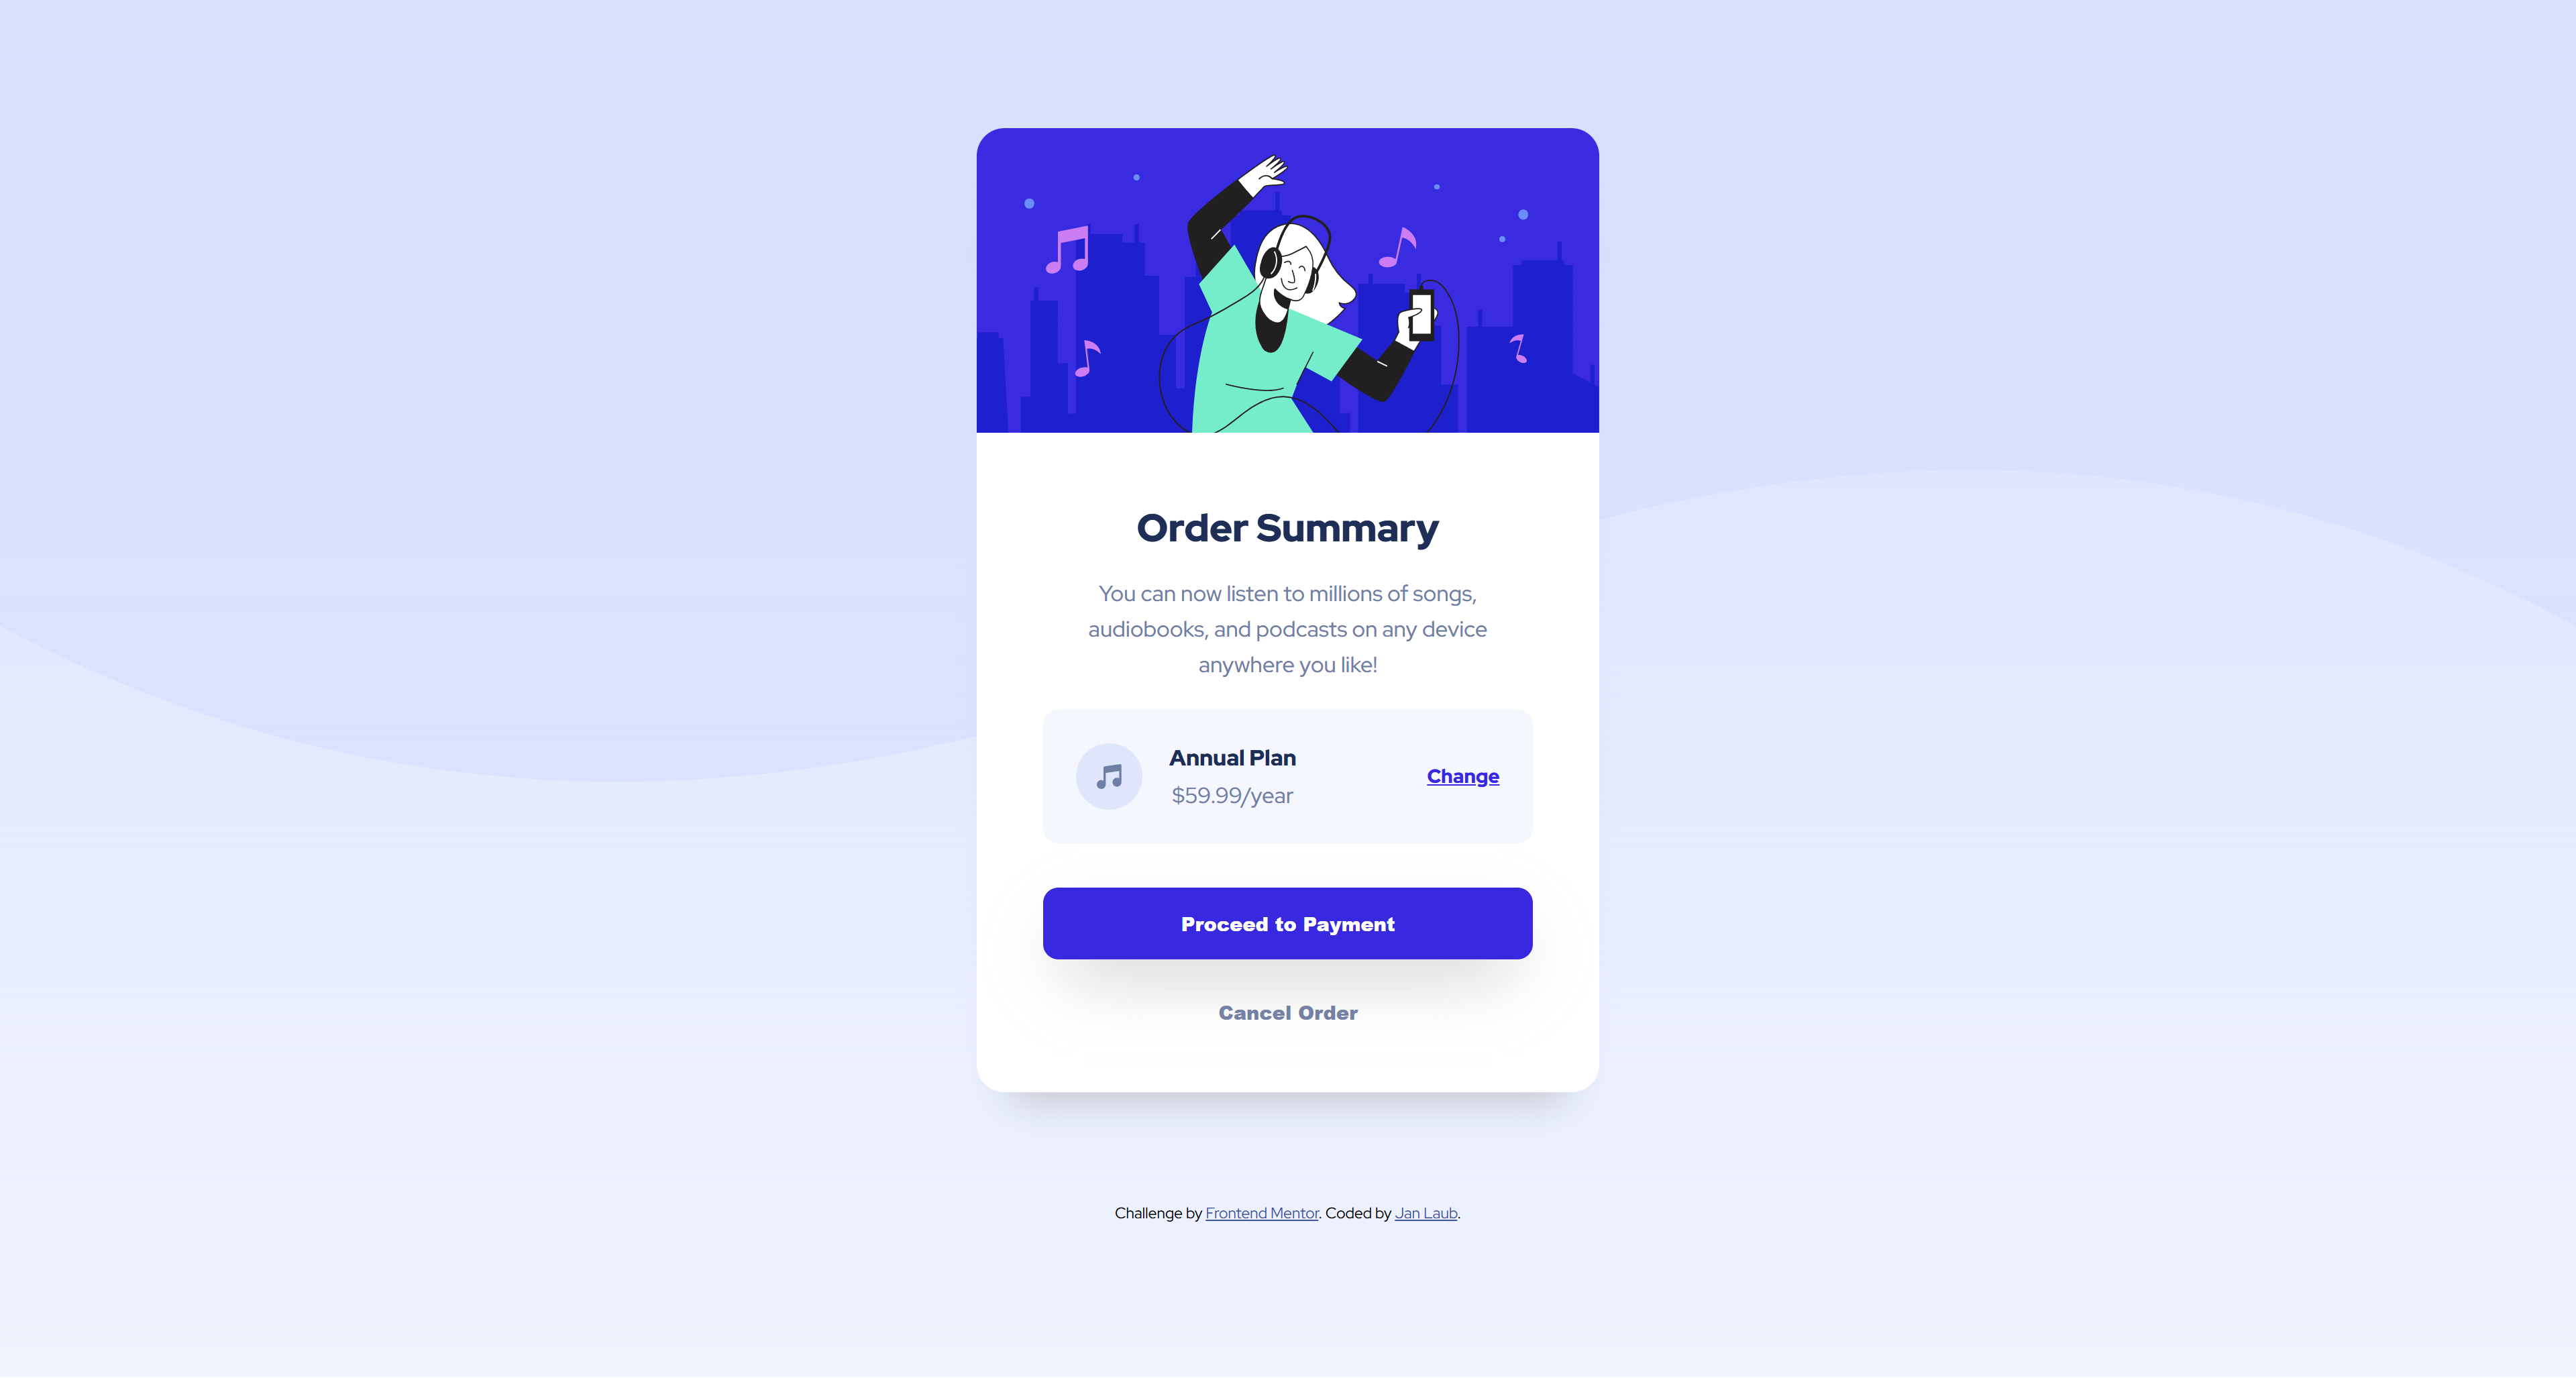 Order Summary
You can now listen to millions of songs,
audiobooks, and podcasts on any device
anywhere you like!
Annual Plan
$59.99/year
Change
Proceed to Payment
Cancel Order
Challenge by Frontend Mentor. Coded by Jan Laub.